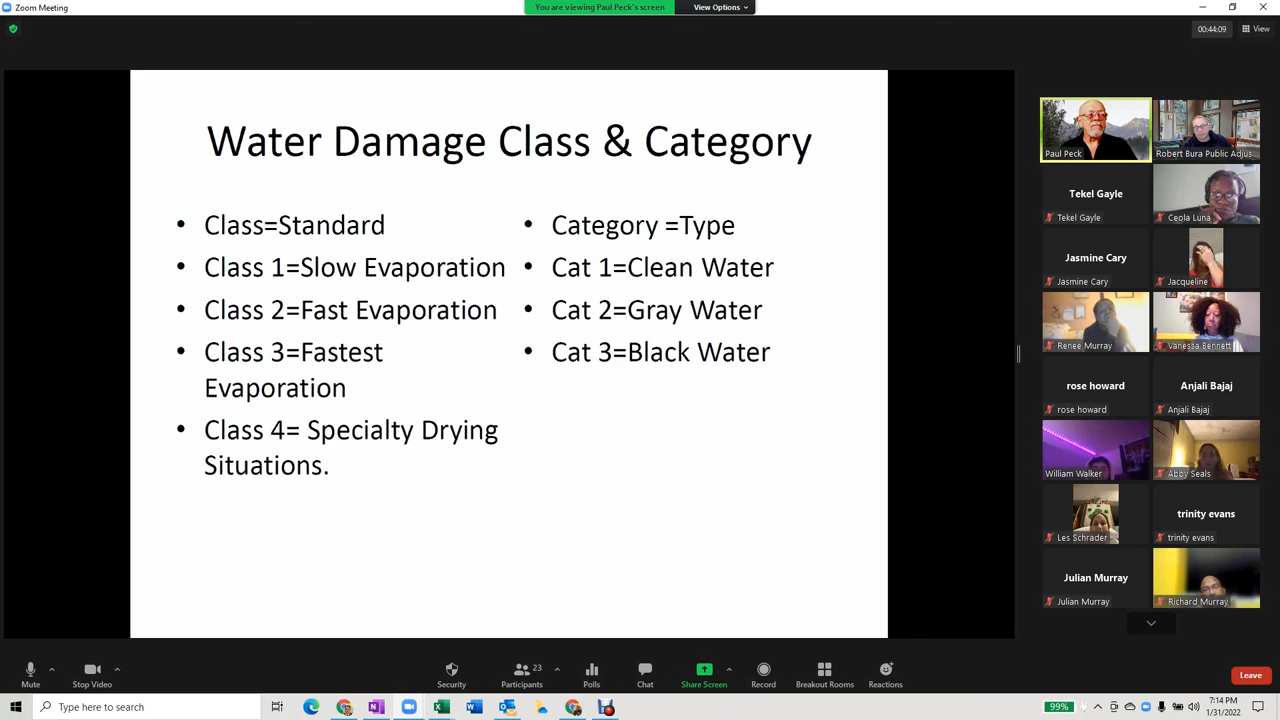 Zoom Meeting
You are viewing Paul Peck's screen
View Options
00:44:09
View
Water Damage Class & Category
• Class=Standard
• Class 1=Slow Evaporation
• Class 2=Fast Evaporation
• Class 3=Fastest
Evaporation
• Class 4= Specialty Drying
Situations.
• Category =Type
• Cat 1=Clean Water
• Cat 2=Gray Water
• Cat 3=Black Water
Paul Peck
Robert Bura Public Adjus...
Tekel Gayle
Tekel Gayle
Ceola Luna
Jasmine Cary
Jasmine Cary
Jacqueline
Renee Murray
Vanessa Bennett
rose howard
rose howard
Anjali Bajaj
Anjali Bajaj
William Walker
Abby Seals
Les Schrader
trinity evans
trinity evans
Julian Murray
Julian Murray
Richard Murray
Mute
Stop Video
Security
23
Participants
Polls
Chat
Share Screen
Record
Breakout Rooms
Reactions
Leave
Type here to search
99%
7:14 PM
1/31/2022